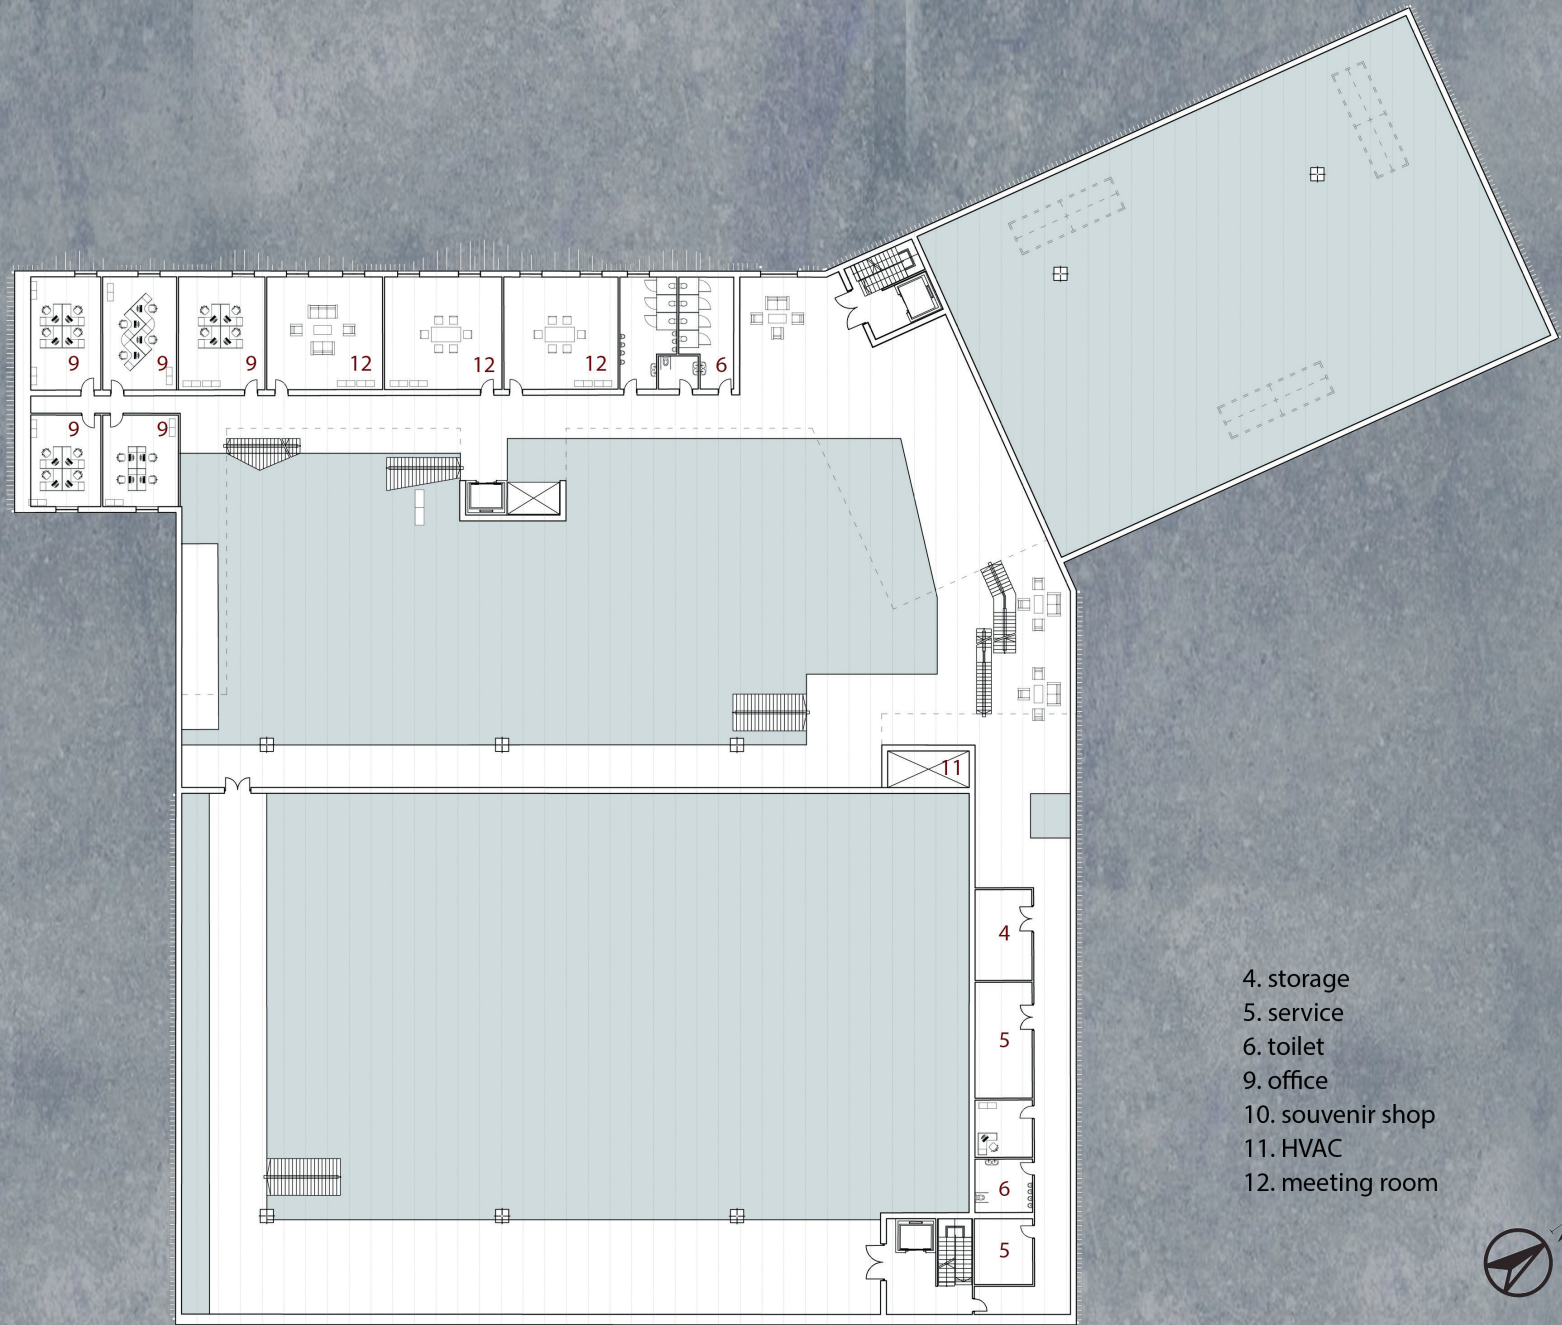 9
9
9
12
12
12
6
9
9
11
4
5
6
5
4. storage
5. service
6. toilet
9. office
10. souvenir shop
11. HVAC
12. meeting room